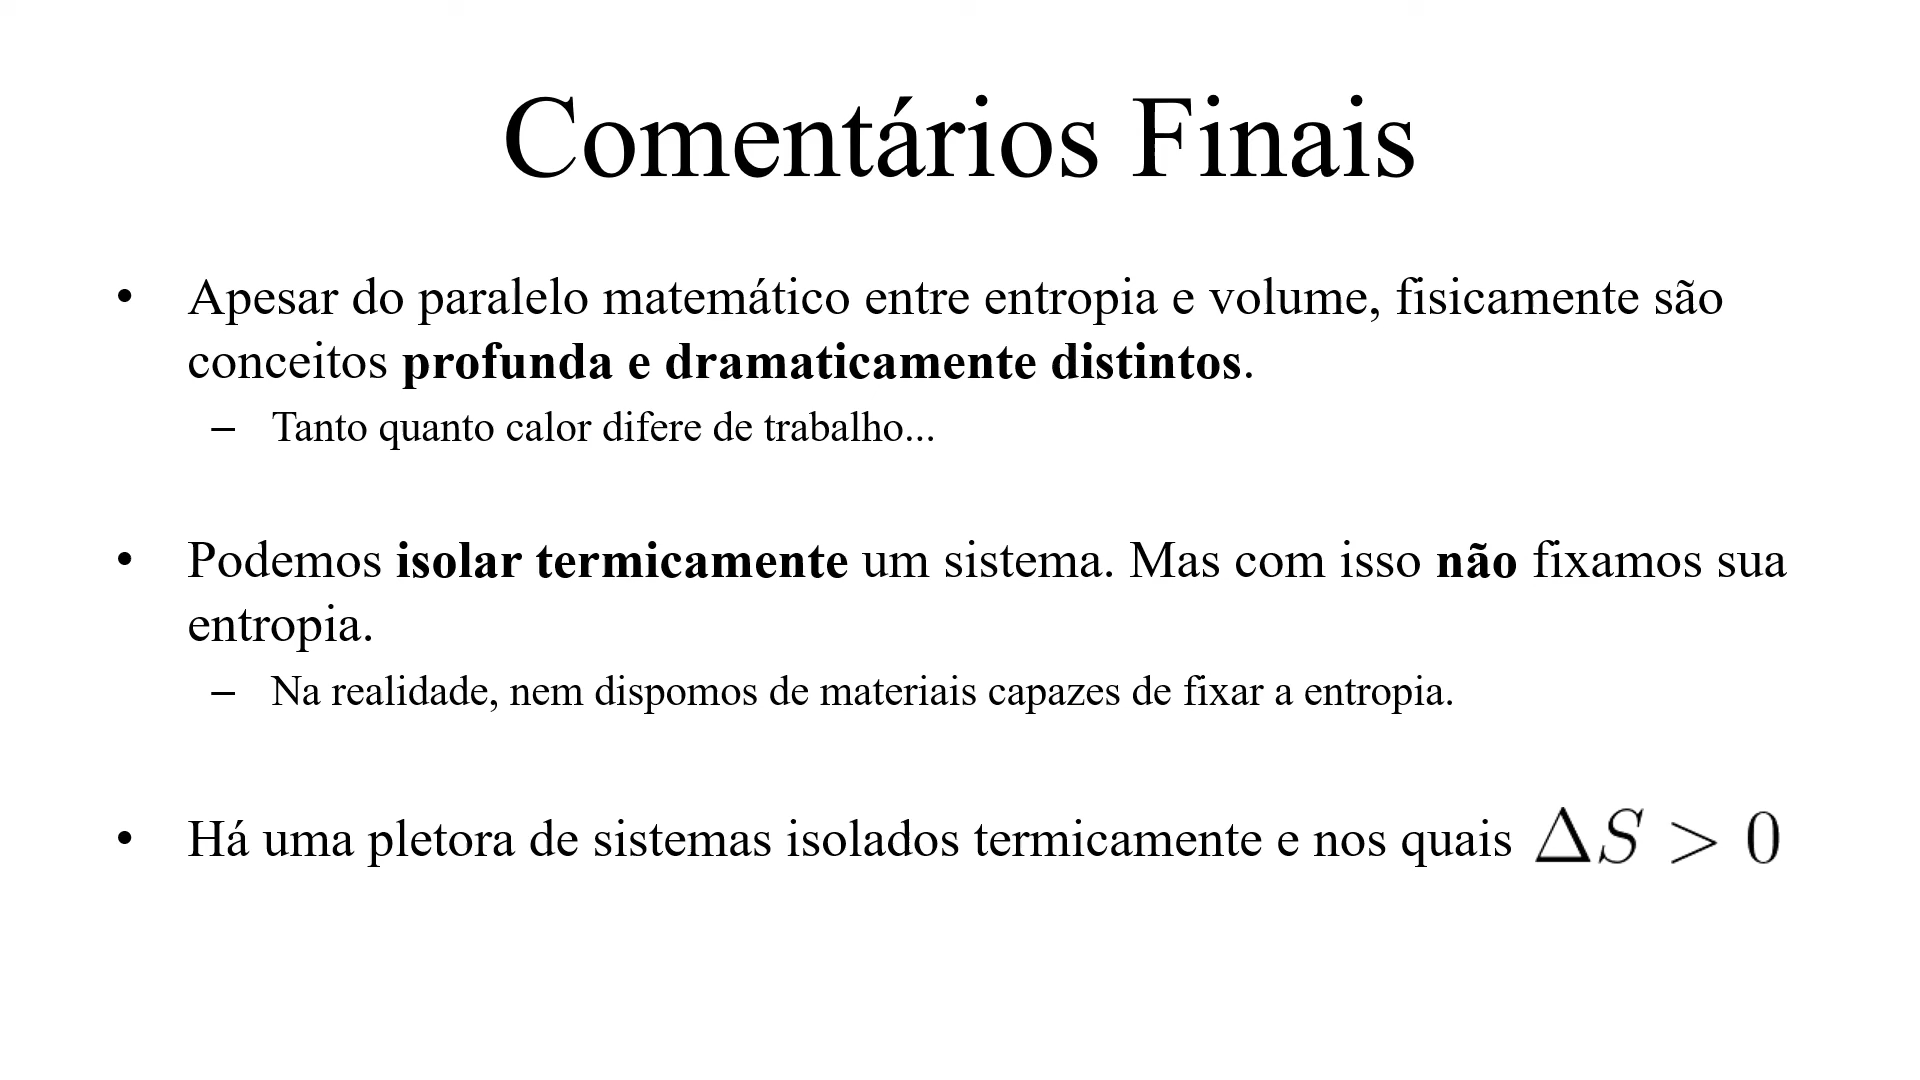 Comentários Finais
• Apesar do paralelo matemático entre entropia e volume, fisicamente são
conceitos profunda e dramaticamente distintos.
– Tanto quanto calor difere de trabalho...
• Podemos isolar termicamente um sistema. Mas com isso não fixamos sua
entropia.
– Na realidade, nem dispomos de materiais capazes de fixar a entropia.
• Há uma pletora de sistemas isolados termicamente e nos quais ΔS > 0